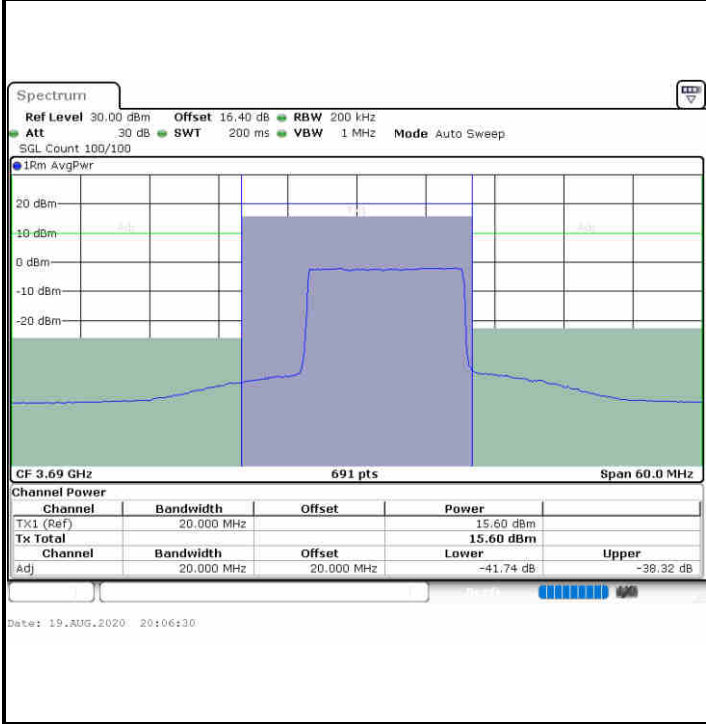 Spectrum
Ref Level 30.00 dBm Offset 16.40 dB RBW 200 kHz
Att 30 dB SWT 200 ms VBW 1 MHz Mode Auto Sweep
SGL Count 100/100
1Rm AvgPwr
20 dBm
Adj Adj
10 dBm
0 dBm
-10 dBm
-20 dBm
CF 3.69 GHz 691 pts Span 60.0 MHz
Channel Power
Channel Bandwidth Offset Power
TX1 (Ref) 20.000 MHz 15.60 dBm
Tx Total 15.60 dBm
Channel Bandwidth Offset Lower Upper
Adj 20.000 MHz 20.000 MHz -41.74 dB -38.32 dB
Date: 19.AUG.2020 20:06:30